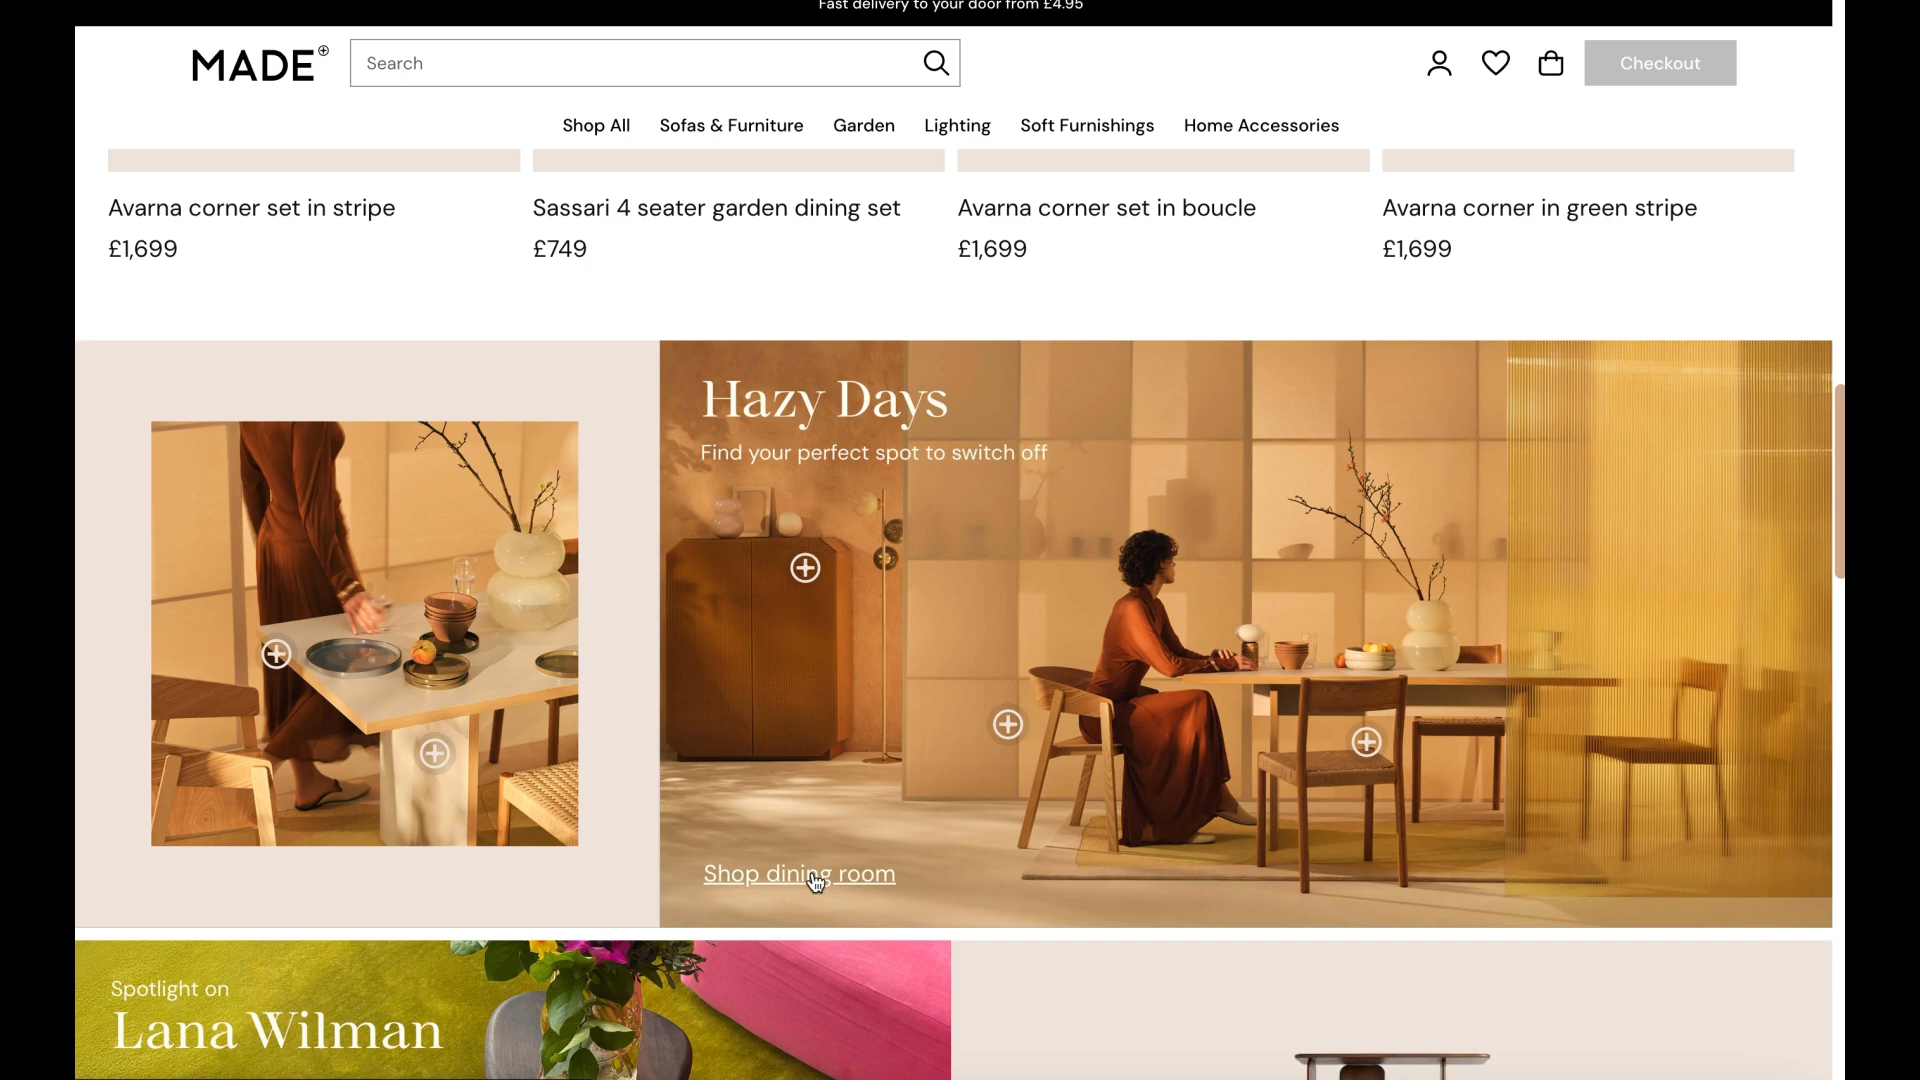 Fast delivery to your door from £4.95
MADE
Search
Checkout
Shop All Sofas & Furniture Garden Lighting Soft Furnishings Home Accessories
Avarna corner set in stripe
£1,699
Sassari 4 seater garden dining set
£749
Avarna corner set in boucle
£1,699
Avarna corner in green stripe
£1,699
Hazy Days
Find your perfect spot to switch off
Shop dining room
Spotlight on
Lana Wilman